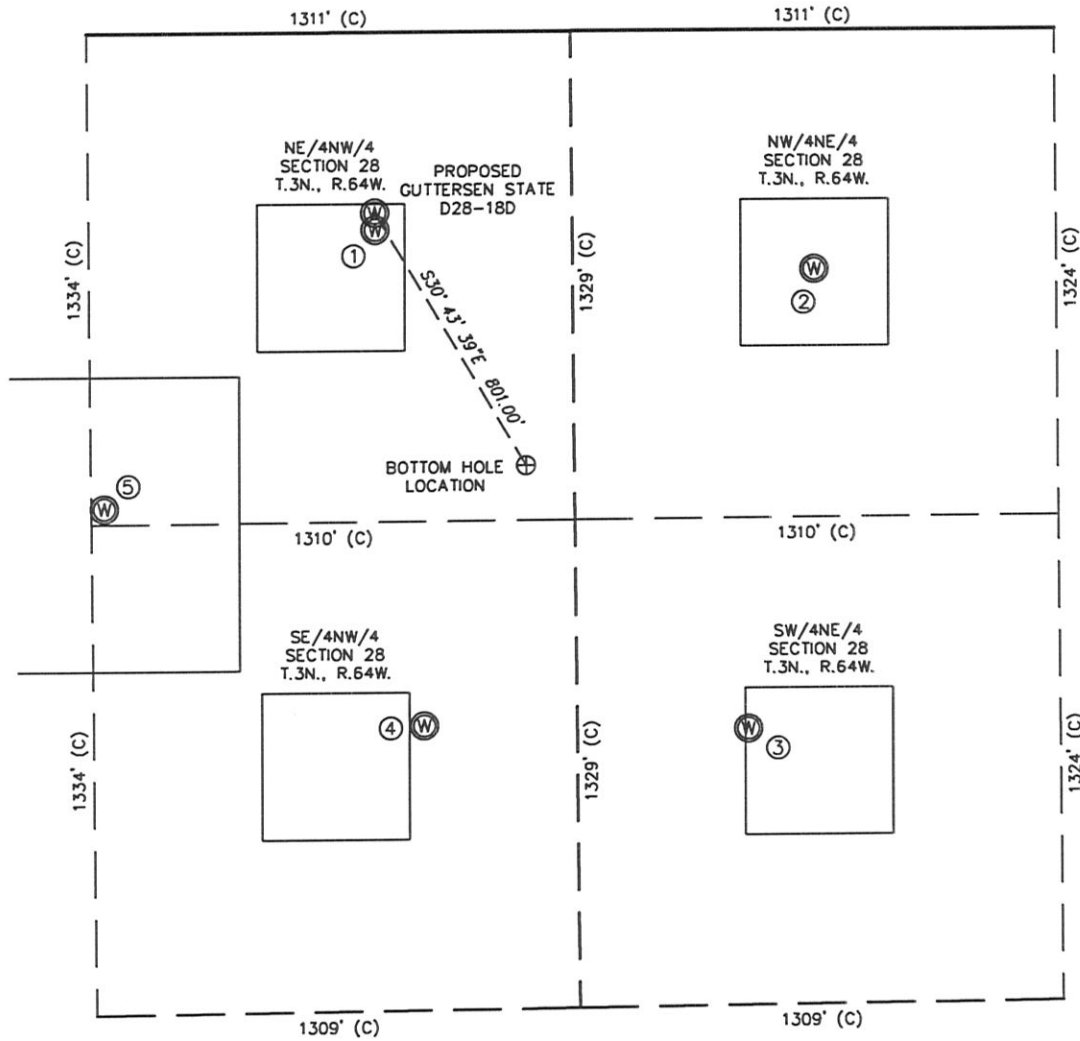 1311' (C)
1311' (C)
NE/4NW/4
SECTION 28
T.3N., R.64W.
PROPOSED
GUTTERSEN STATE
D28-18D
NW/4NE/4
SECTION 28
T.3N., R.64W.
W
W
1
W
2
1334' (C)
1329' (C)
1324' (C)
S30° 43' 39"E 801.00'
BOTTOM HOLE
LOCATION
5
W
1310' (C)
1310' (C)
SE/4NW/4
SECTION 28
T.3N., R.64W.
SW/4NE/4
SECTION 28
T.3N., R.64W.
4
W
W
3
1334' (C)
1329' (C)
1324' (C)
1309' (C)
1309' (C)